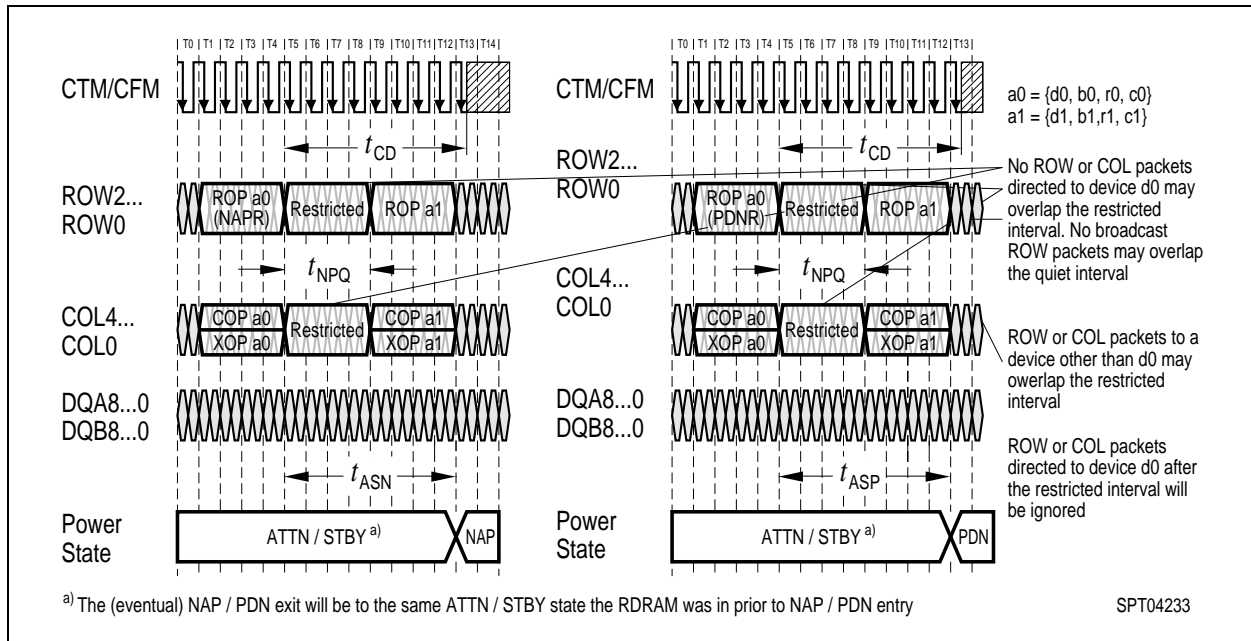 T0 T1 T2 T3 T4 T5 T6 T7 T8 T9 T10 T11 T12 T13 T14
CTM/CFM
tCD
ROW2...
ROW0
ROP a0
(NAPR)
Restricted
ROP a1
tNPQ
COL4...
COL0
COP a0
XOP a0
Restricted
COP a1
XOP a1
DQA8...0
DQB8...0
tASN
Power
State
ATTN / STBY a)
NAP
T0 T1 T2 T3 T4 T5 T6 T7 T8 T9 T10 T11 T12 T13
CTM/CFM
tCD
ROW2...
ROW0
ROP a0
(PDNR)
Restricted
ROP a1
tNPQ
COL4...
COL0
COP a0
XOP a0
Restricted
COP a1
XOP a1
DQA8...0
DQB8...0
tASP
Power
State
ATTN / STBY a)
PDN
a0 = {d0, b0, r0, c0}
a1 = {d1, b1,r1, c1}
No ROW or COL packets
directed to device d0 may
overlap the restricted
interval. No broadcast
ROW packets may overlap
the quiet interval
ROW or COL packets to a
device other than d0 may
owerlap the restricted
interval
ROW or COL packets
directed to device d0 after
the restricted interval will
be ignored
a) The (eventual) NAP / PDN exit will be to the same ATTN / STBY state the RDRAM was in prior to NAP / PDN entry
SPT04233